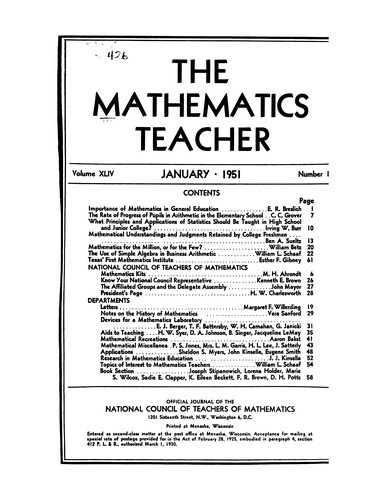 426
THE
MATHEMATICS
TEACHER
Volume XLIV JANUARY · 1951 Number 1
CONTENTS
Page
Importance of Mathematics in General Education E. R. Breslich 1
The Rate of Progress of Pupils in Arithmetic in the Elementary School C. C. Grover 7
What Principles and Applications of Statistics Should Be Taught in High School
and Junior College? Irving W. Burr 10
Mathematical Understandings and Judgments Retained by College Freshmen
Ben A. Sueltz 13
Mathematics for the Million, or for the Few? William Betz 20
The Use of Simple Algebra in Business Arithmetic William L. Schaaf 22
Texas' First Mathematics Institute Esther F. Gibney 61
NATIONAL COUNCIL OF TEACHERS OF MATHEMATICS
Mathematics Kits M. H. Ahrendt 6
Know Your National Council Representative Kenneth E. Brown 26
The Affiliated Groups and the Delegate Assembly John Mayor 27
President's Page H. W. Charlesworth 28
DEPARTMENTS
Letters Margaret F. Willerding 19
Notes on the History of Mathematics Vera Sanford 29
Devices for a Mathematics Laboratory
E. J. Berger, T. F. Battnrsby, W. H. Camahan, G. Janicki 31
Aids to Teaching H. W. Syer, D. A. Johnson, B. Singer, Jacqueline LeMay 35
Mathematical Recreations Aaron Bakst 41
Mathematical Miscellanea P. S. Jones, Mrs. L. M. Garris, H. L. Lee, J. Satterly 43
Applications Sheldon S. Myers, John Kinsella, Eugene Smith 48
Research in Mathematics Education J. J. Kinsella 52
Topics of Interest to Mathematics Teachers William L. Schaaf 54
Book Section Joseph Stipanowich, Lorena Holder, Marie
S. Wilcox, Sadie E. Clapper, K. Eileen Beckett, F. R. Brown, D. H. Potts 58
OFFICIAL JOURNAL OF THE
NATIONAL COUNCIL OF TEACHERS OF MATHEMATICS
1201 Sixteenth Street, N.W., Washington 6, D.C.
Printed at Menasha, Wisconsin
Entered as second-class matter at the post office at Menasha, Wisconsin. Acceptance for mailing at
special rate of postage provided for in the Act of February 28, 1925, embodied in paragraph 4, section
412 P. L. & R., authorized March 1, 1930.